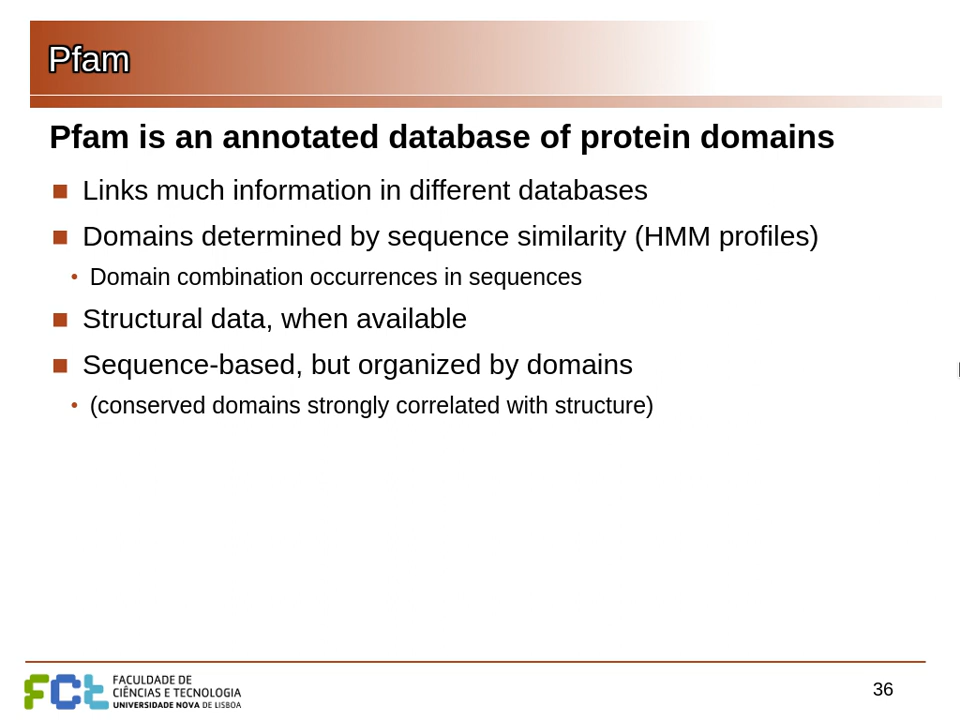 Pfam
Pfam is an annotated database of protein domains
Links much information in different databases
Domains determined by sequence similarity (HMM profiles)
• Domain combination occurrences in sequences
Structural data, when available
Sequence-based, but organized by domains
• (conserved domains strongly correlated with structure)
FCt
FACULDADE DE
CIÊNCIAS E TECNOLOGIA
UNIVERSIDADE NOVA DE LISBOA
36